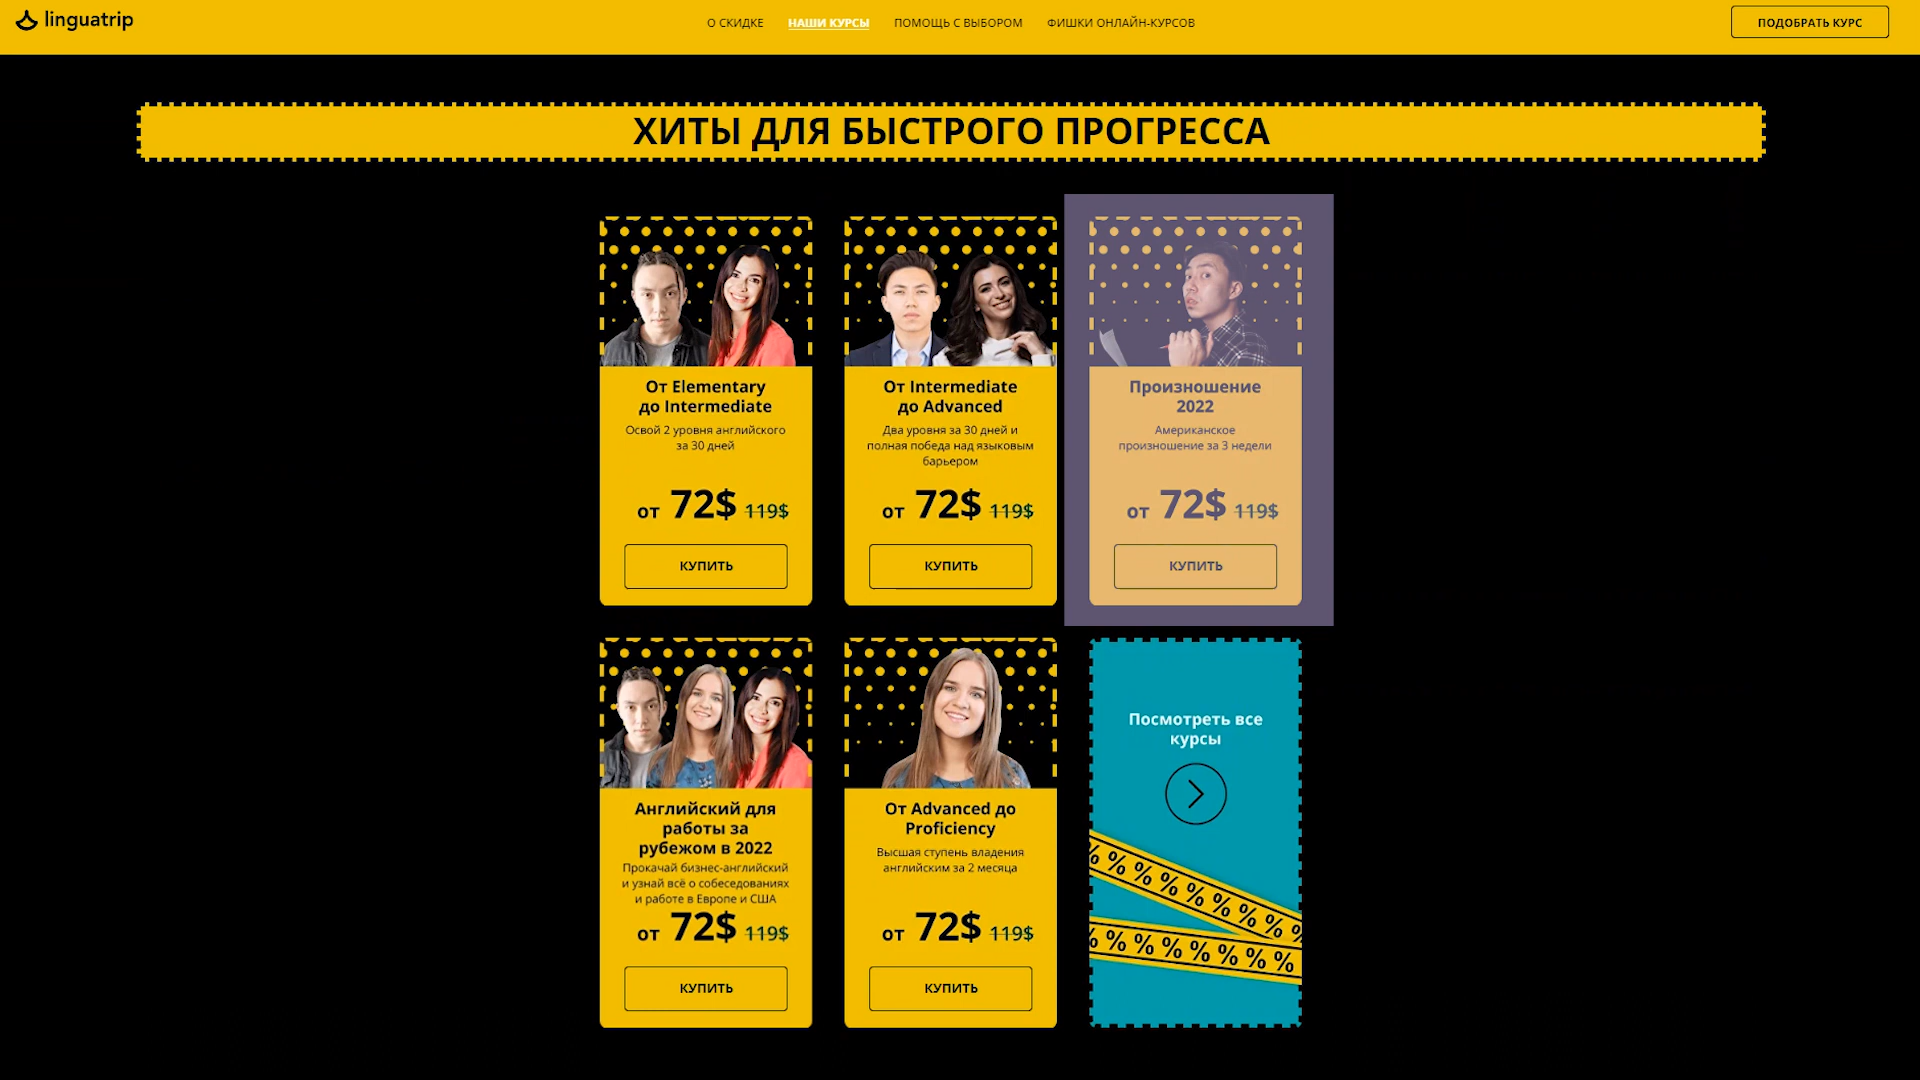 linguatrip
О СКИДКЕ
НАШИ КУРСЫ
ПОМОЩЬ С ВЫБОРОМ
ФИШКИ ОНЛАЙН-КУРСОВ
ПОДОБРАТЬ КУРС
ХИТЫ ДЛЯ БЫСТРОГО ПРОГРЕССА
От Elementary
до Intermediate
Освой 2 уровня английского
за 30 дней
от 72$ 119$
КУПИТЬ
От Intermediate
до Advanced
Два уровня за 30 дней и
полная победа над языковым
барьером
от 72$ 119$
КУПИТЬ
Произношение
2022
Американское
произношение за 3 недели
от 72$ 119$
КУПИТЬ
Английский для
работы за
рубежом в 2022
Прокачай бизнес-английский
и узнай всё о собеседованиях
и работе в Европе и США
от 72$ 119$
КУПИТЬ
От Advanced до
Proficiency
Высшая ступень владения
английским за 2 месяца
от 72$ 119$
КУПИТЬ
Посмотреть все
курсы
% % % % % % % %
% % % % % % % %